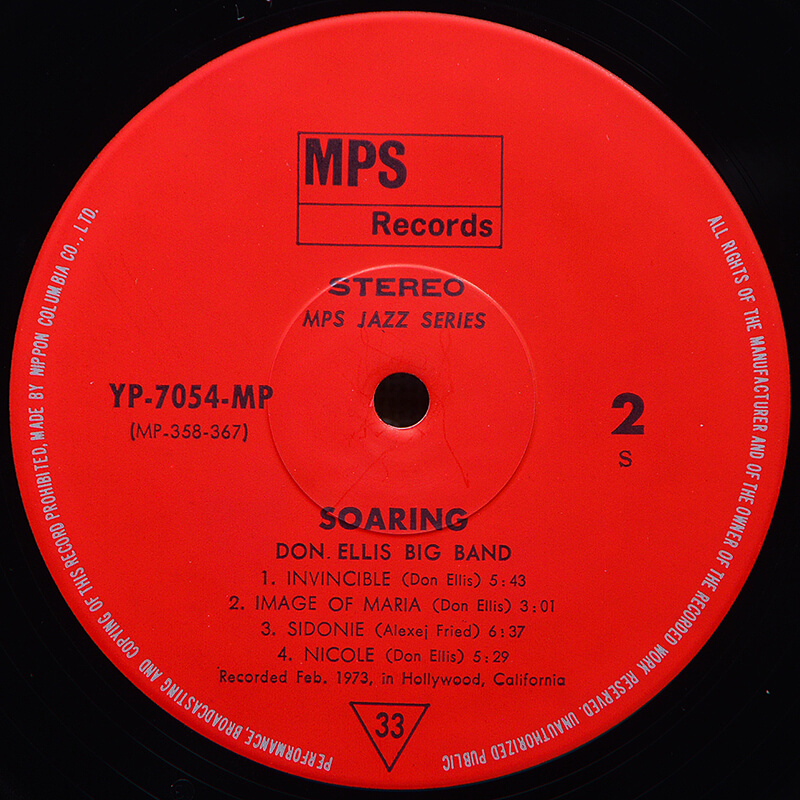 MPS
Records
STEREO
MPS JAZZ SERIES
YP-7054-MP
(MP-358-367)
2
S
SOARING
DON. ELLIS BIG BAND
1. INVINCIBLE (Don Ellis) 5:43
2. IMAGE OF MARIA (Don Ellis) 3:01
3. SIDONIE (Alexej Fried) 6:37
4. NICOLE (Don Ellis) 5:29
Recorded Feb. 1973, in Hollywood, California
33
ALL RIGHTS OF THE MANUFACTURER AND OF THE OWNER OF THE RECORDED WORK RESERVED. UNAUTHORIZED PUBLIC
PERFORMANCE, BROADCASTING AND COPYING OF THIS RECORD PROHIBITED, MADE BY NIPPON COLUMBIA CO., LTD.